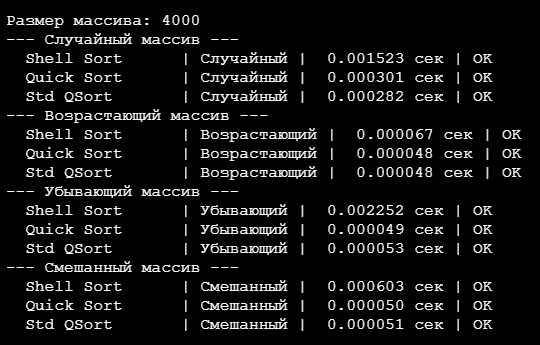 Размер массива: 4000
--- Случайный массив ---
Shell Sort | Случайный | 0.001523 сек | OK
Quick Sort | Случайный | 0.000301 сек | OK
Std QSort | Случайный | 0.000282 сек | OK
--- Возрастающий массив ---
Shell Sort | Возрастающий | 0.000067 сек | OK
Quick Sort | Возрастающий | 0.000048 сек | OK
Std QSort | Возрастающий | 0.000048 сек | OK
--- Убывающий массив ---
Shell Sort | Убывающий | 0.002252 сек | OK
Quick Sort | Убывающий | 0.000049 сек | OK
Std QSort | Убывающий | 0.000053 сек | OK
--- Смешанный массив ---
Shell Sort | Смешанный | 0.000603 сек | OK
Quick Sort | Смешанный | 0.000050 сек | OK
Std QSort | Смешанный | 0.000051 сек | OK